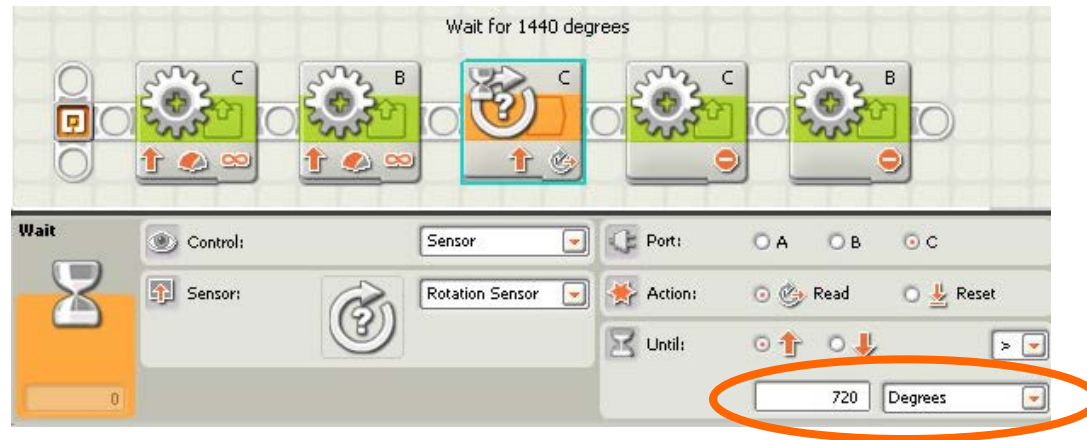 Wait for 1440 degrees
C B C C B
Wait
Control: Sensor
Port: A B C
Sensor: Rotation Sensor
Action: Read Reset
Until: >
720 Degrees
0